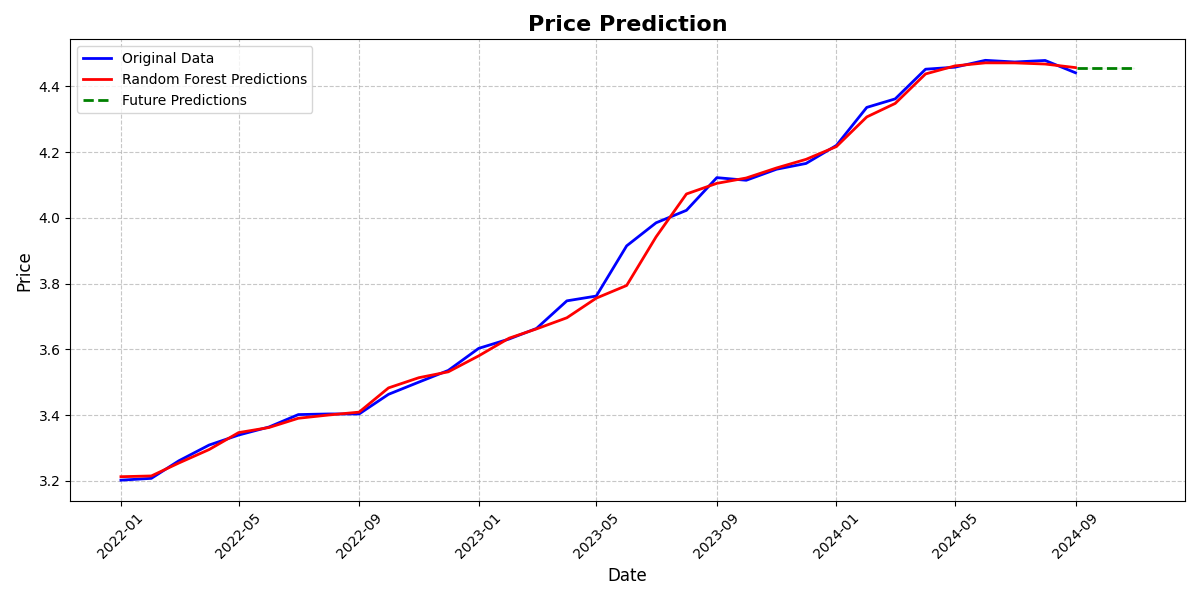 Price Prediction
Original Data
Random Forest Predictions
Future Predictions
Price
4.4
4.2
4.0
3.8
3.6
3.4
3.2
2022-01
2022-05
2022-09
2023-01
2023-05
2023-09
2024-01
2024-05
2024-09
Date